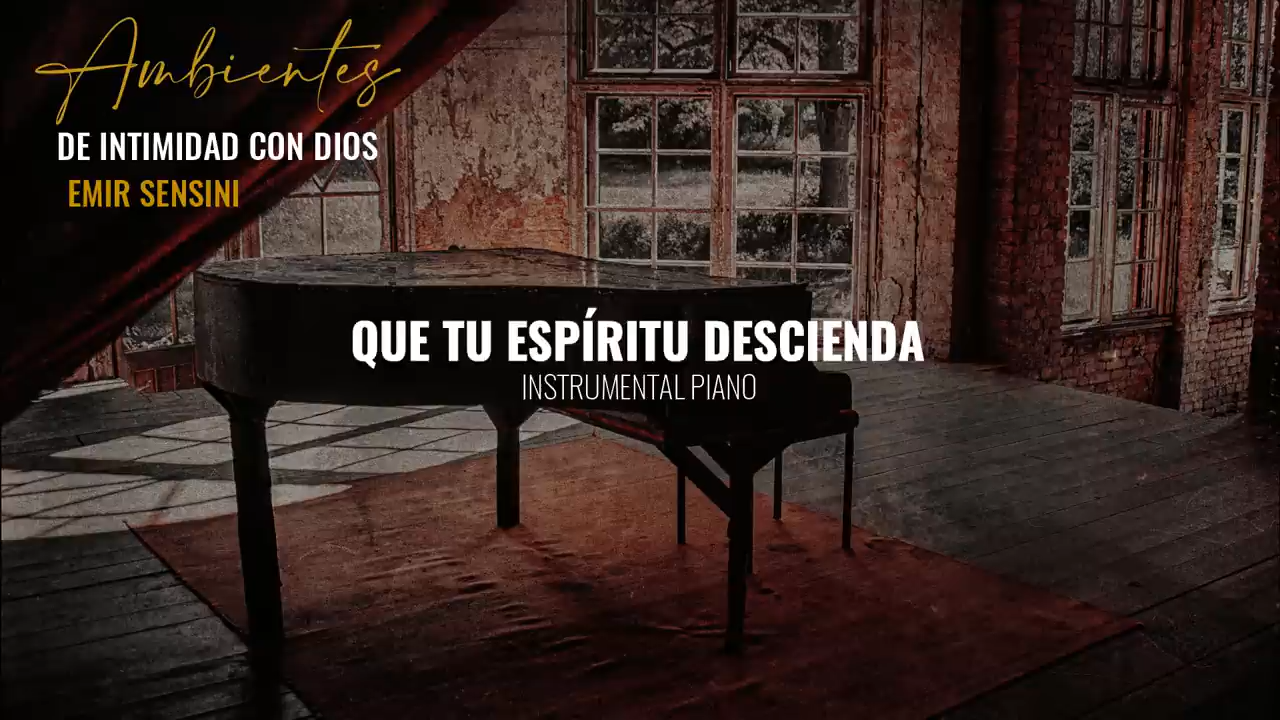 Ambientes
DE INTIMIDAD CON DIOS
EMIR SENSINI
QUE TU ESPÍRITU DESCIENDA
INSTRUMENTAL PIANO